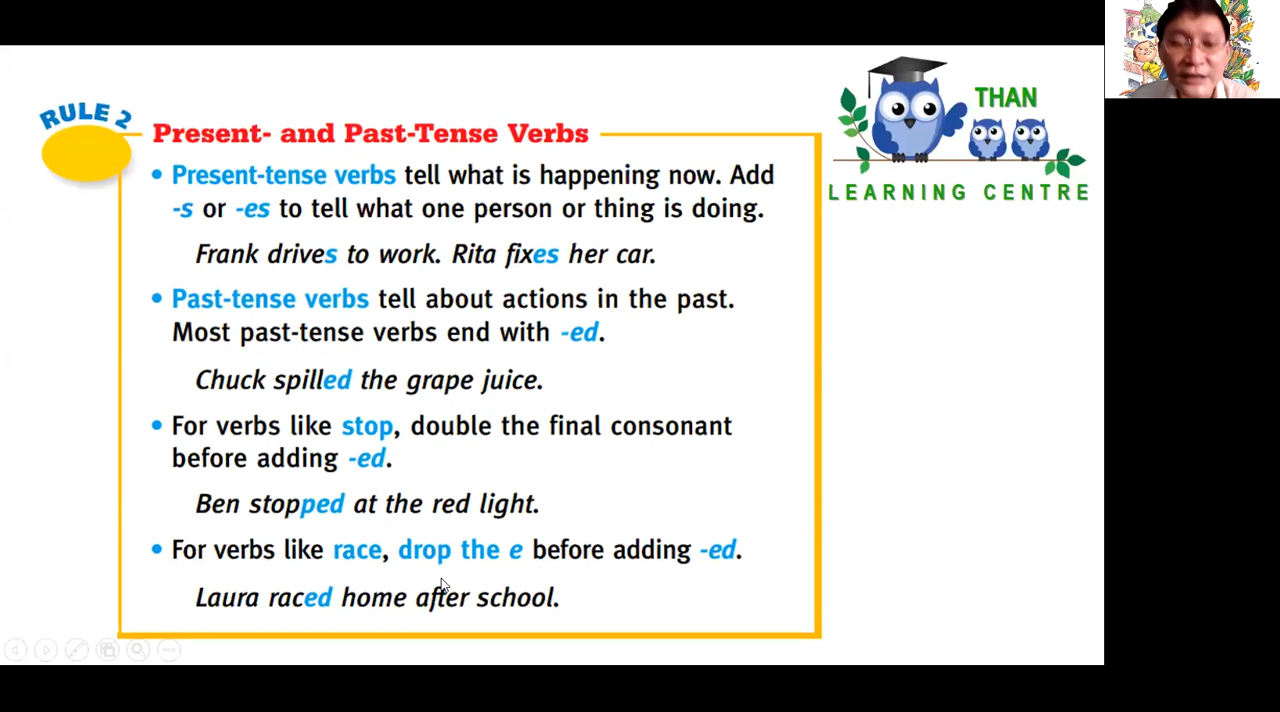 RULE 2
Present- and Past-Tense Verbs
• Present-tense verbs tell what is happening now. Add
-s or -es to tell what one person or thing is doing.
Frank drives to work. Rita fixes her car.
• Past-tense verbs tell about actions in the past.
Most past-tense verbs end with -ed.
Chuck spilled the grape juice.
• For verbs like stop, double the final consonant
before adding -ed.
Ben stopped at the red light.
• For verbs like race, drop the e before adding -ed.
Laura raced home after school.
THAN
LEARNING CENTRE